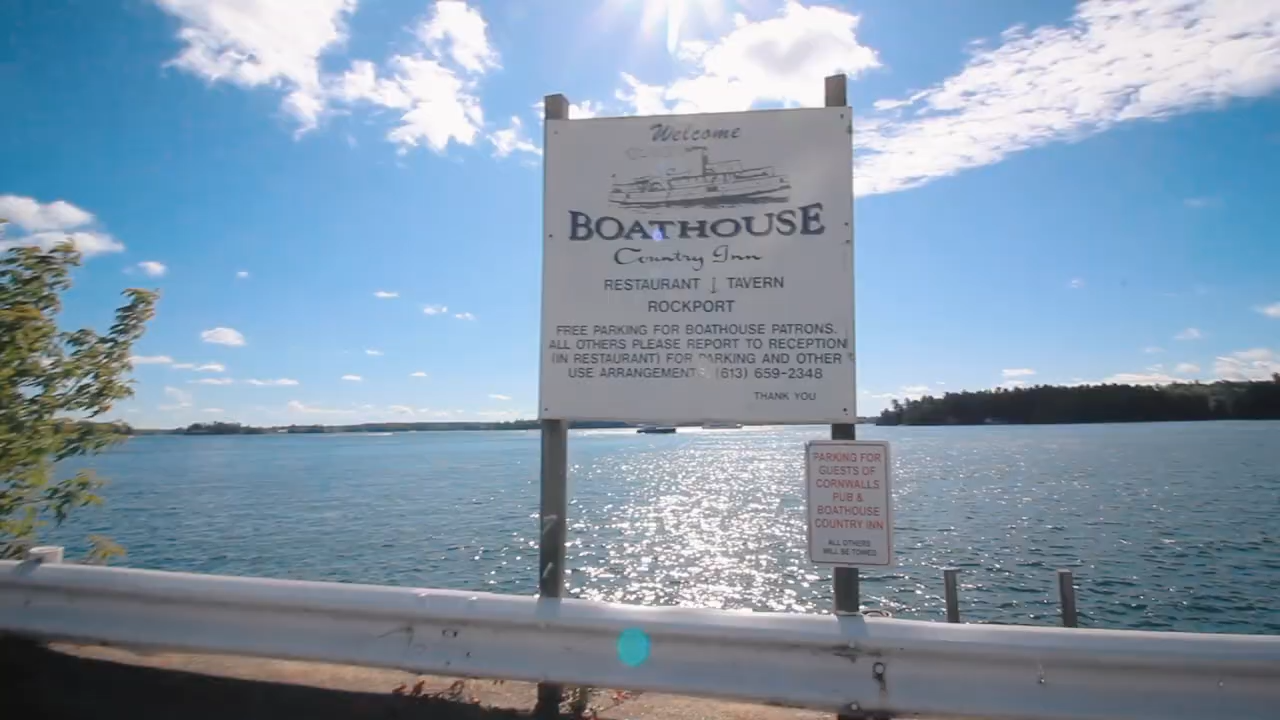 Welcome
BOATHOUSE
Country Inn
RESTAURANT TAVERN
ROCKPORT
FREE PARKING FOR BOATHOUSE PATRONS.
ALL OTHERS PLEASE REPORT TO RECEPTION
(IN RESTAURANT) FOR PARKING AND OTHER
USE ARRANGEMENTS. (613) 659-2348
THANK YOU
PARKING FOR
GUESTS OF
CORNWALLS
PUB &
BOATHOUSE
COUNTRY INN
ALL OTHERS
WILL BE TOWED